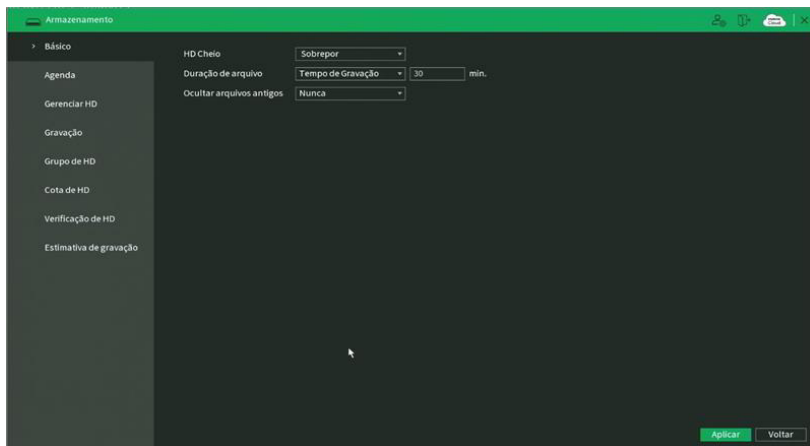 Armazenamento
Básico
Agenda
Gerenciar HD
Gravação
Grupo de HD
Cota de HD
Verificação de HD
Estimativa de gravação
HD Cheio Sobrepor
Duração de arquivo Tempo de Gravação 30 min.
Ocultar arquivos antigos Nunca
Aplicar Voltar